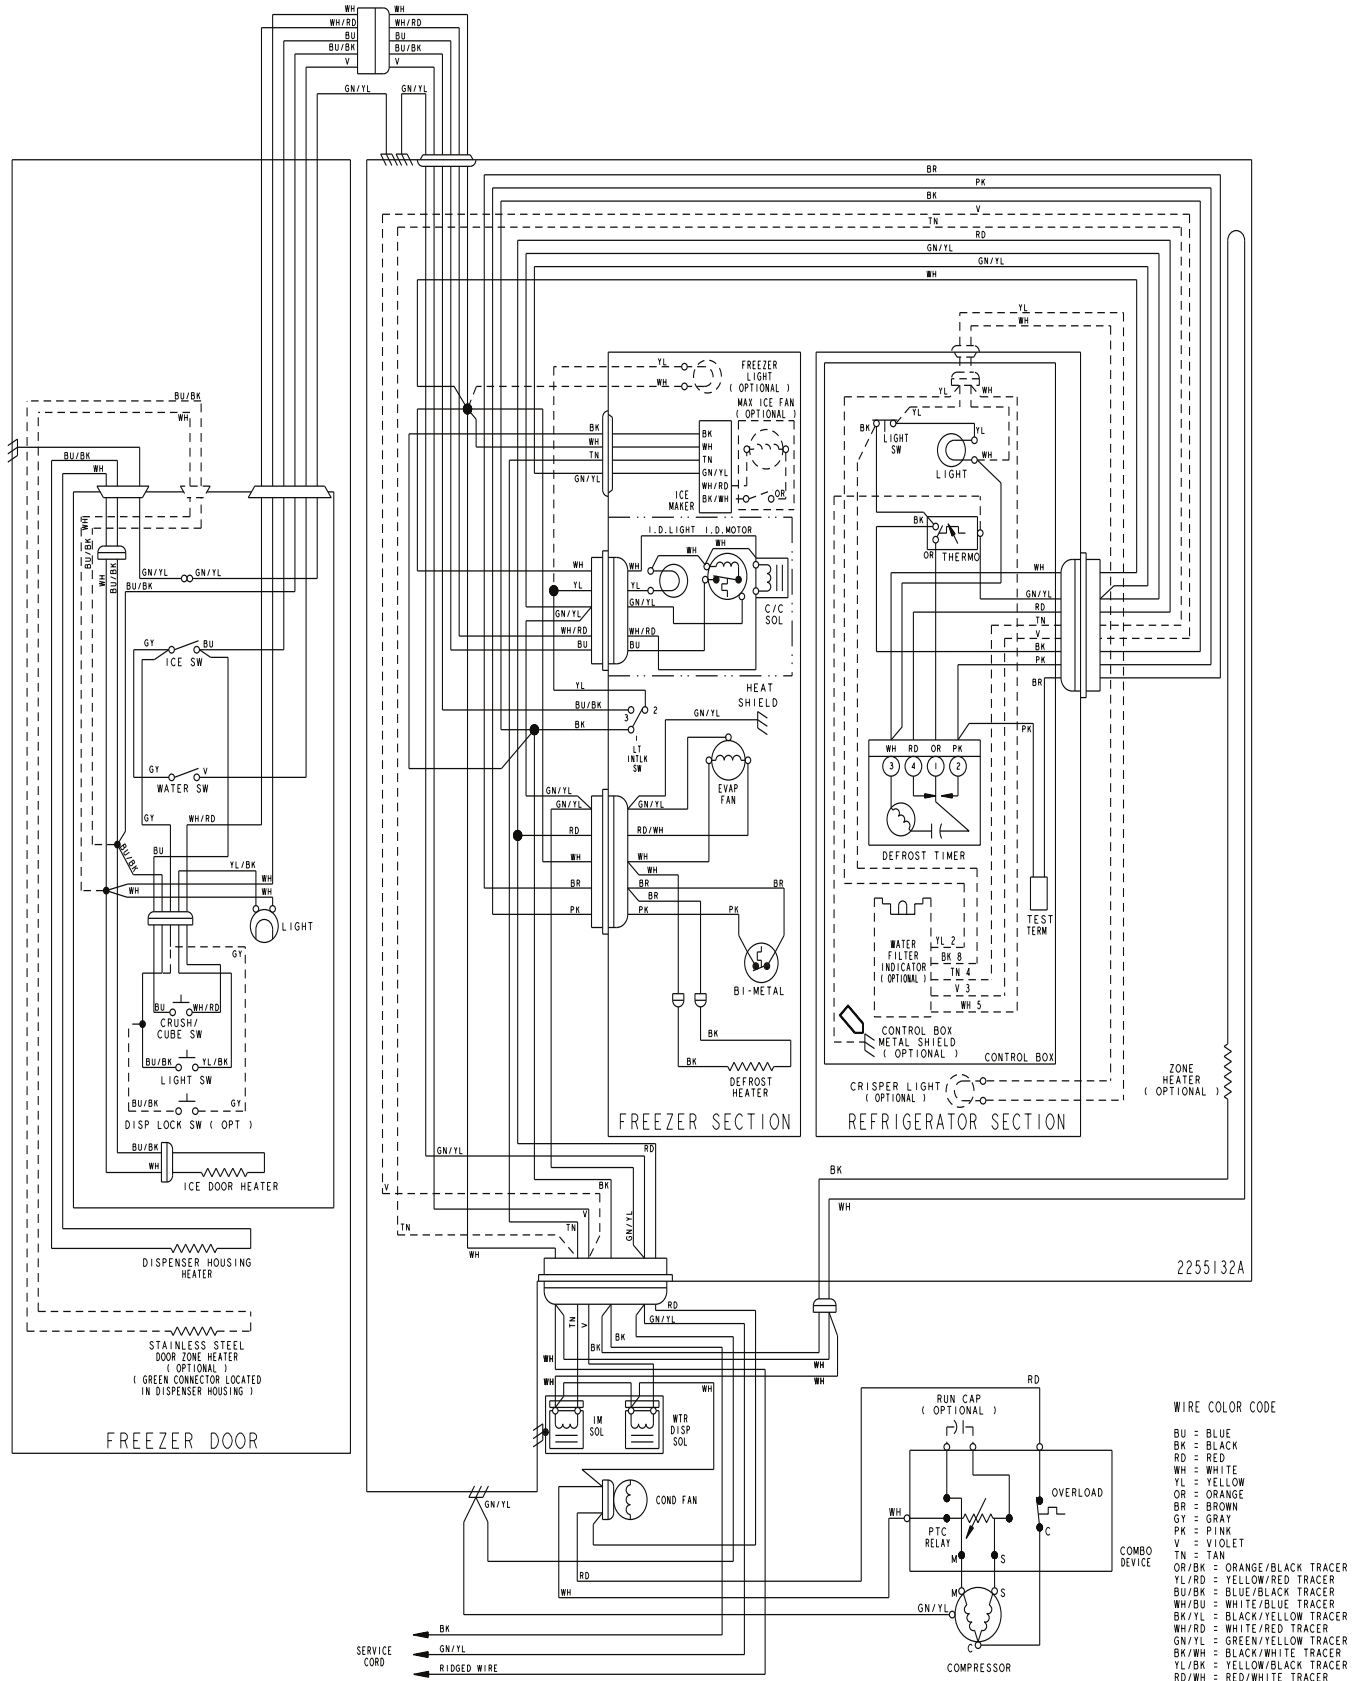 WH WH
WH/RD WH/RD
BU BU
BU/BK BU/BK
V V
GN/YL GN/YL
BR
PK
BK
V
TN
RD
GN/YL
GN/YL
WH
YL
WH
YL
WH
FREEZER
LIGHT
( OPTIONAL )
MAX ICE FAN
( OPTIONAL )
BK
WH
TN
GN/YL
BK
WH
TN
GN/YL
WH/RD
BK/WH
OR
ICE
MAKER
I.D.LIGHT I.D.MOTOR
WH
WH
WH WH
YL YL
GN/YL
GN/YL
WH/RD WH/RD
BU BU
C/C
SOL
HEAT
SHIELD
YL
BU/BK
3 2
BK
LT
INTLK
SW
GN/YL
EVAP
FAN
GN/YL
GN/YL GN/YL
RD RD/WH
WH WH
WH
BR BR BR
BR
PK PK PK
BI-METAL
BK
BK
DEFROST
HEATER
FREEZER SECTION
YL WH
YL
BK
LIGHT
SW
YL
WH
LIGHT
BK
OR
THERMO
WH
GN/YL
RD
TN
V
BK
PK
BR
PK
WH RD OR PK
3 4 1 2
DEFROST TIMER
TEST
TERM
WATER
FILTER
INDICATOR
( OPTIONAL )
YL 2
BK 8
TN 4
V 3
WH 5
CONTROL BOX
METAL SHIELD
( OPTIONAL )
CONTROL BOX
CRISPER LIGHT
( OPTIONAL )
REFRIGERATOR SECTION
ZONE
HEATER
( OPTIONAL )
BU/BK
WH
BU/BK
WH
WH
BU/BK
WH
BU/BK
GN/YL GN/YL
BU/BK
GY BU
ICE SW
GY V
WATER SW
GY WH/RD
BU
BU/BK
YL/BK
WH
WH WH
LIGHT
GY
BU WH/RD
CRUSH/
CUBE SW
BU/BK YL/BK
LIGHT SW
BU/BK GY
DISP LOCK SW ( OPT )
BU/BK
WH
ICE DOOR HEATER
DISPENSER HOUSING
HEATER
STAINLESS STEEL
DOOR ZONE HEATER
( OPTIONAL )
( GREEN CONNECTOR LOCATED
IN DISPENSER HOUSING )
FREEZER DOOR
GN/YL RD
V BK
V
TN TN GN/YL
WH
BK
WH
2255132A
RD
TN V GN/YL
BK
BK
WH WH
WH WH
WH
IM
SOL
WTR
DISP
SOL
GN/YL
COND FAN
RD
WH
SERVICE
CORD
BK
GN/YL
RIDGED WIRE
RD
RUN CAP
( OPTIONAL )
WH
OVERLOAD
PTC
RELAY
C
M S
COMBO
DEVICE
M S
GN/YL
C
COMPRESSOR
WIRE COLOR CODE
BU = BLUE
BK = BLACK
RD = RED
WH = WHITE
YL = YELLOW
OR = ORANGE
BR = BROWN
GY = GRAY
PK = PINK
V = VIOLET
TN = TAN
OR/BK = ORANGE/BLACK TRACER
YL/RD = YELLOW/RED TRACER
BU/BK = BLUE/BLACK TRACER
WH/BU = WHITE/BLUE TRACER
BK/YL = BLACK/YELLOW TRACER
WH/RD = WHITE/RED TRACER
GN/YL = GREEN/YELLOW TRACER
BK/WH = BLACK/WHITE TRACER
YL/BK = YELLOW/BLACK TRACER
RD/WH = RED/WHITE TRACER